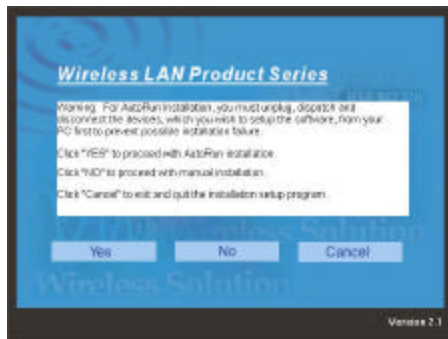 Wireless LAN Product Series
Warning: For AutoRun installation, you must unplug, dispatch and
disconnect the devices, which you wish to setup the software, from your
PC first to prevent possible installation failure.
Click "YES" to proceed with AutoRun installation.
Click "NO" to proceed with manual installation.
Click "Cancel" to exit and quit the installation setup program.
Wireless Solution
Yes No Cancel
Wireless Solution
Version 2.1